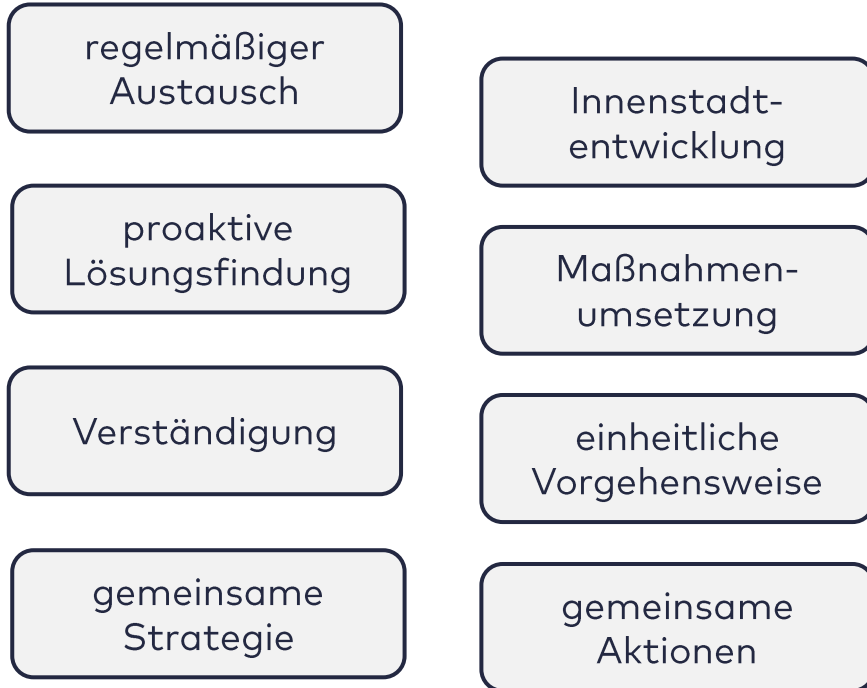 regelmäßiger
Austausch
proaktive
Lösungsfindung
Verständigung
gemeinsame
Strategie
Innenstadt-
entwicklung
Maßnahmen-
umsetzung
einheitliche
Vorgehensweise
gemeinsame
Aktionen